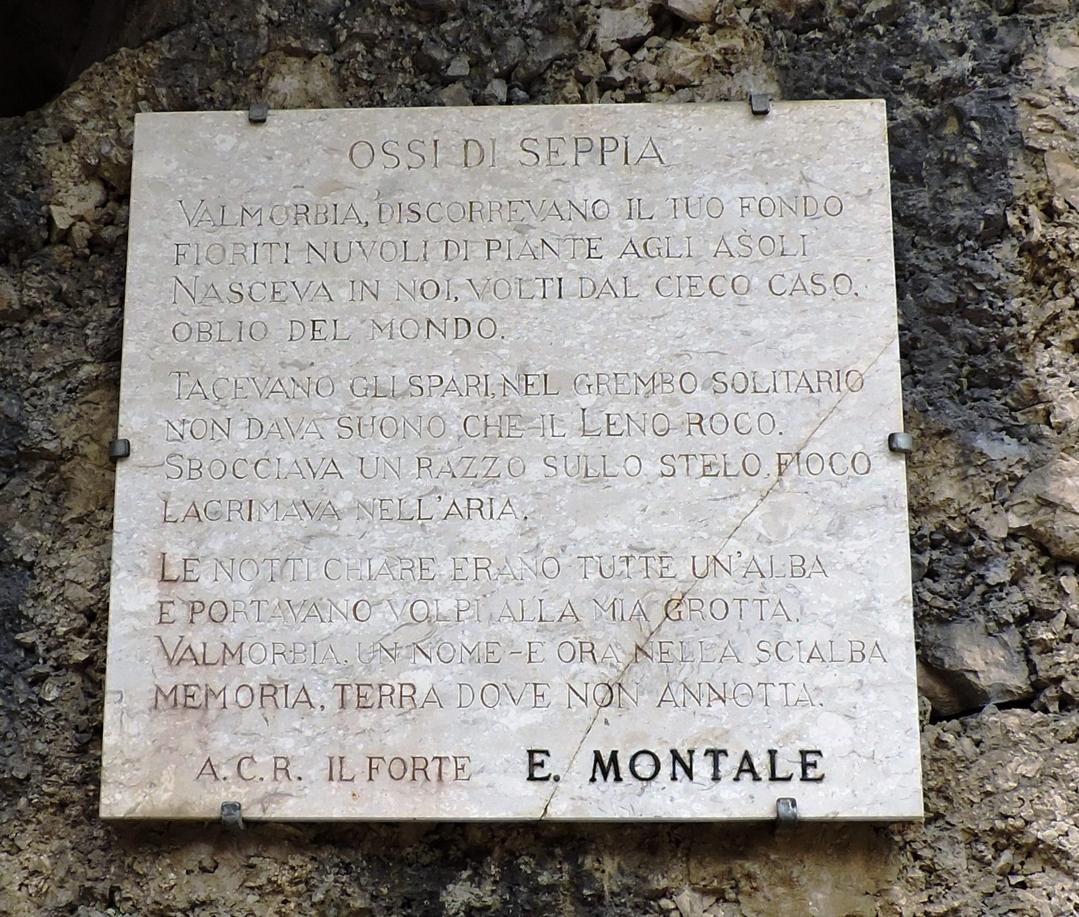 OSSI DI SEPPIA
VALMORBIA, DISCORREVANO IL TUO FONDO
FIORITI NUVOLI DI PIANTE AGLI ASOLI
NASCEVA IN NOI, VOLTI DAL CIECO CASO,
OBLIO DEL MONDO.
TACEVANO GLI SPARI, NEL GREMBO SOLITARIO
NON DAVA SUONO CHE IL LENO ROCO.
SBOCCIAVA UN RAZZO SULLO STELO, FIOCO
LACRIMAVA NELL'ARIA.
LE NOTTI CHIARE ERANO TUTTE UN'ALBA
E PORTAVANO VOLPI ALLA MIA GROTTA.
VALMORBIA, UN NOME - E ORA NELLA SCIALBA
MEMORIA, TERRA DOVE NON ANNOTTA.
A.C.R. IL FORTE E. MONTALE